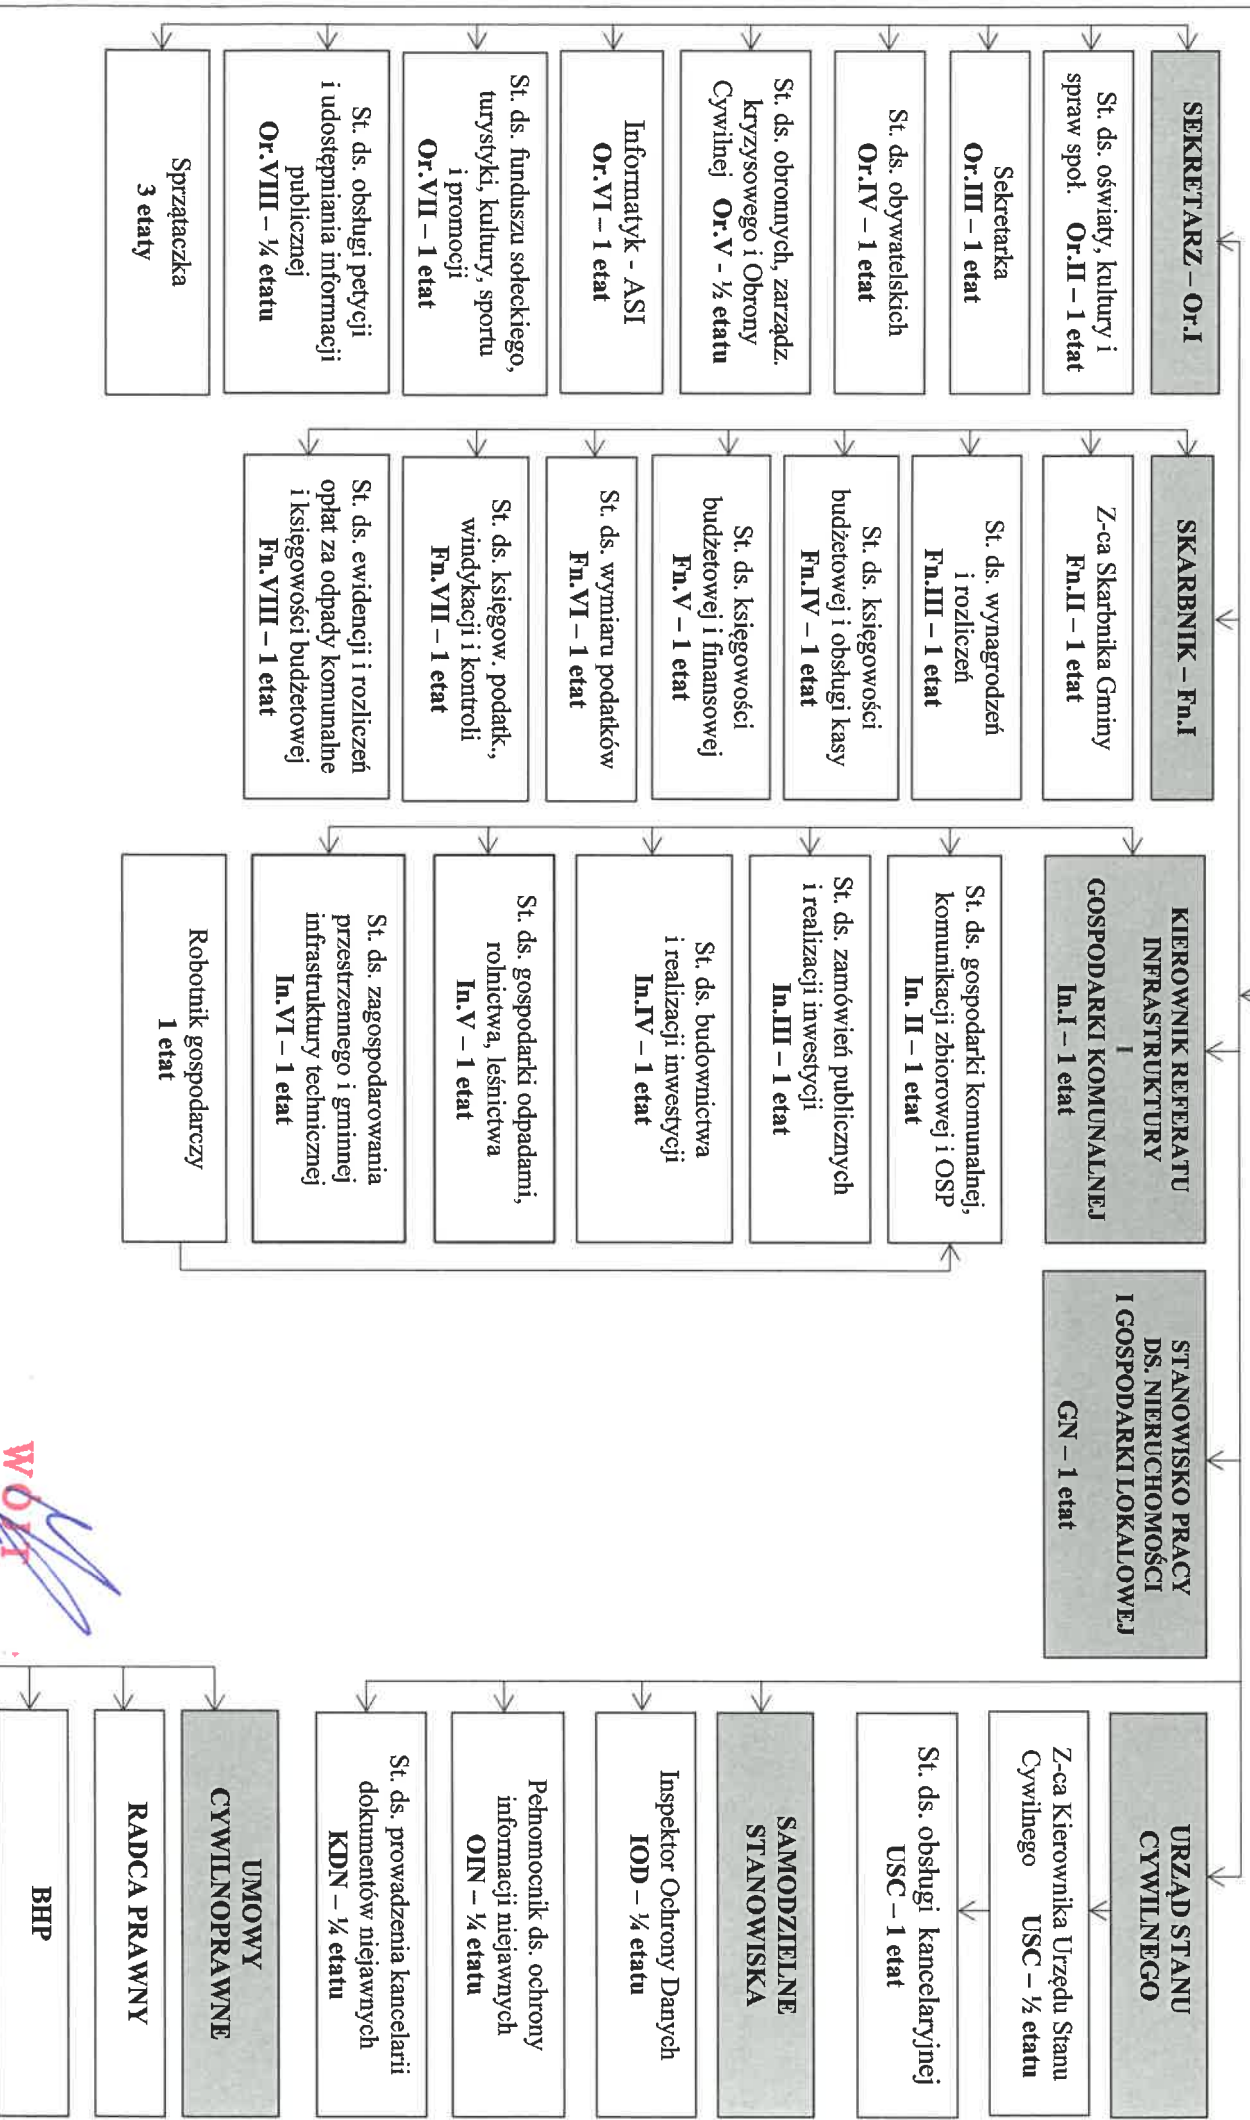 SEKRETARZ – Or.I
St. ds. oświaty, kultury i
spraw społ. Or.II – 1 etat
Sekretarka
Or.III – 1 etat
St. ds. obywatelskich
Or.IV – 1 etat
St. ds. obronnych, zarządz.
kryzysowego i Obrony
Cywilnej Or.V - ½ etatu
Informatyk - ASI
Or.VI – 1 etat
St. ds. funduszu sołeckiego,
turystyki, kultury, sportu
i promocji
Or.VII – 1 etat
St. ds. obsługi petycji
i udostępniania informacji
publicznej
Or.VIII – ¼ etatu
Sprzątaczka
3 etaty
SKARBNIK – Fn.I
Z-ca Skarbnika Gminy
Fn.II – 1 etat
St. ds. wynagrodzeń
i rozliczeń
Fn.III – 1 etat
St. ds. księgowości
budżetowej i obsługi kasy
Fn.IV – 1 etat
St. ds. księgowości
budżetowej i finansowej
Fn.V – 1 etat
St. ds. wymiaru podatków
Fn.VI – 1 etat
St. ds. księgow. podatk.,
windykacji i kontroli
Fn.VII – 1 etat
St. ds. ewidencji i rozliczeń
opłat za odpady komunalne
i księgowości budżetowej
Fn.VIII – 1 etat
KIEROWNIK REFERATU
INFRASTRUKTURY
I
GOSPODARKI KOMUNALNEJ
In.I – 1 etat
St. ds. gospodarki komunalnej,
komunikacji zbiorowej i OSP
In. II – 1 etat
St. ds. zamówień publicznych
i realizacji inwestycji
In.III – 1 etat
St. ds. budownictwa
i realizacji inwestycji
In.IV – 1 etat
St. ds. gospodarki odpadami,
rolnictwa, leśnictwa
In.V – 1 etat
St. ds. zagospodarowania
przestrzennego i gminnej
infrastruktury technicznej
In.VI – 1 etat
Robotnik gospodarczy
1 etat
STANOWISKO PRACY
DS. NIERUCHOMOŚCI
I GOSPODARKI LOKALOWEJ
GN – 1 etat
URZĄD STANU
CYWILNEGO
Z-ca Kierownika Urzędu Stanu
Cywilnego USC – ½ etatu
St. ds. obsługi kancelaryjnej
USC – 1 etat
SAMODZIELNE
STANOWISKA
Inspektor Ochrony Danych
IOD – ¼ etatu
Pełnomocnik ds. ochrony
informacji niejawnych
OIN – ¼ etatu
St. ds. prowadzenia kancelarii
dokumentów niejawnych
KDN – ¼ etatu
UMOWY
CYWILNOPRAWNE
RADCA PRAWNY
BHP
WÓJT